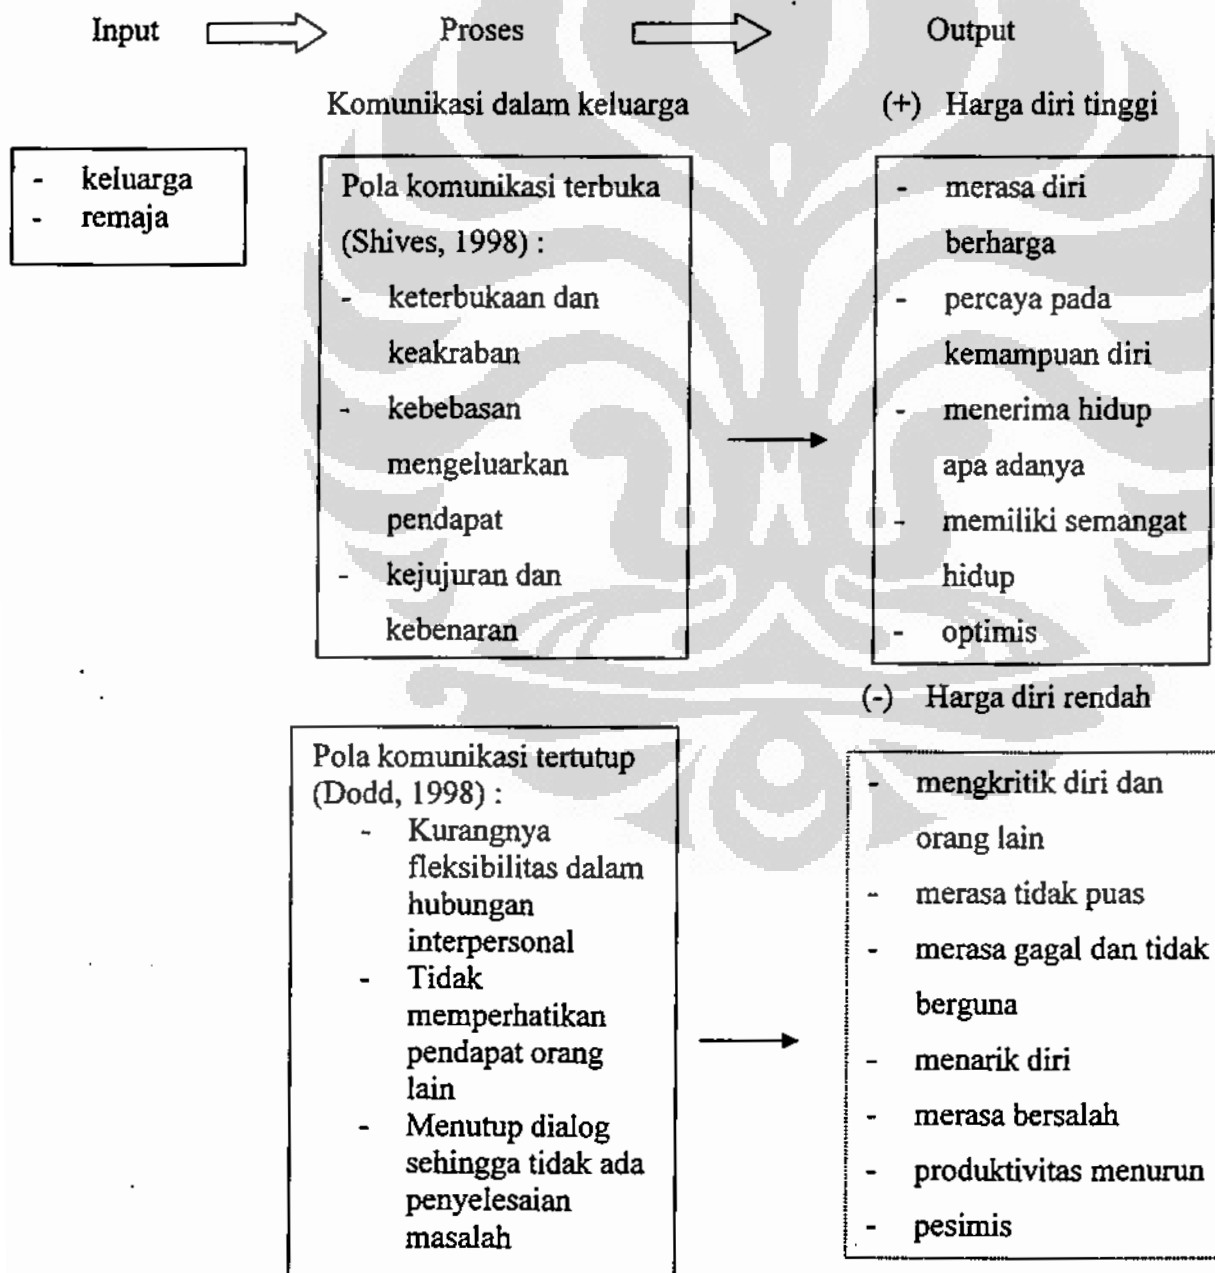 Input Proses Output
Komunikasi dalam keluarga
(+) Harga diri tinggi
- keluarga
- remaja
Pola komunikasi terbuka
(Shives, 1998) :
- keterbukaan dan
keakraban
- kebebasan
mengeluarkan
pendapat
- kejujuran dan
kebenaran
- merasa diri
berharga
- percaya pada
kemampuan diri
- menerima hidup
apa adanya
- memiliki semangat
hidup
- optimis
(-) Harga diri rendah
Pola komunikasi tertutup
(Dodd, 1998) :
- Kurangnya
fleksibilitas dalam
hubungan
interpersonal
- Tidak
memperhatikan
pendapat orang
lain
- Menutup dialog
sehingga tidak ada
penyelesaian
masalah
- mengkritik diri dan
orang lain
- merasa tidak puas
- merasa gagal dan tidak
berguna
- menarik diri
- merasa bersalah
- produktivitas menurun
- pesimis